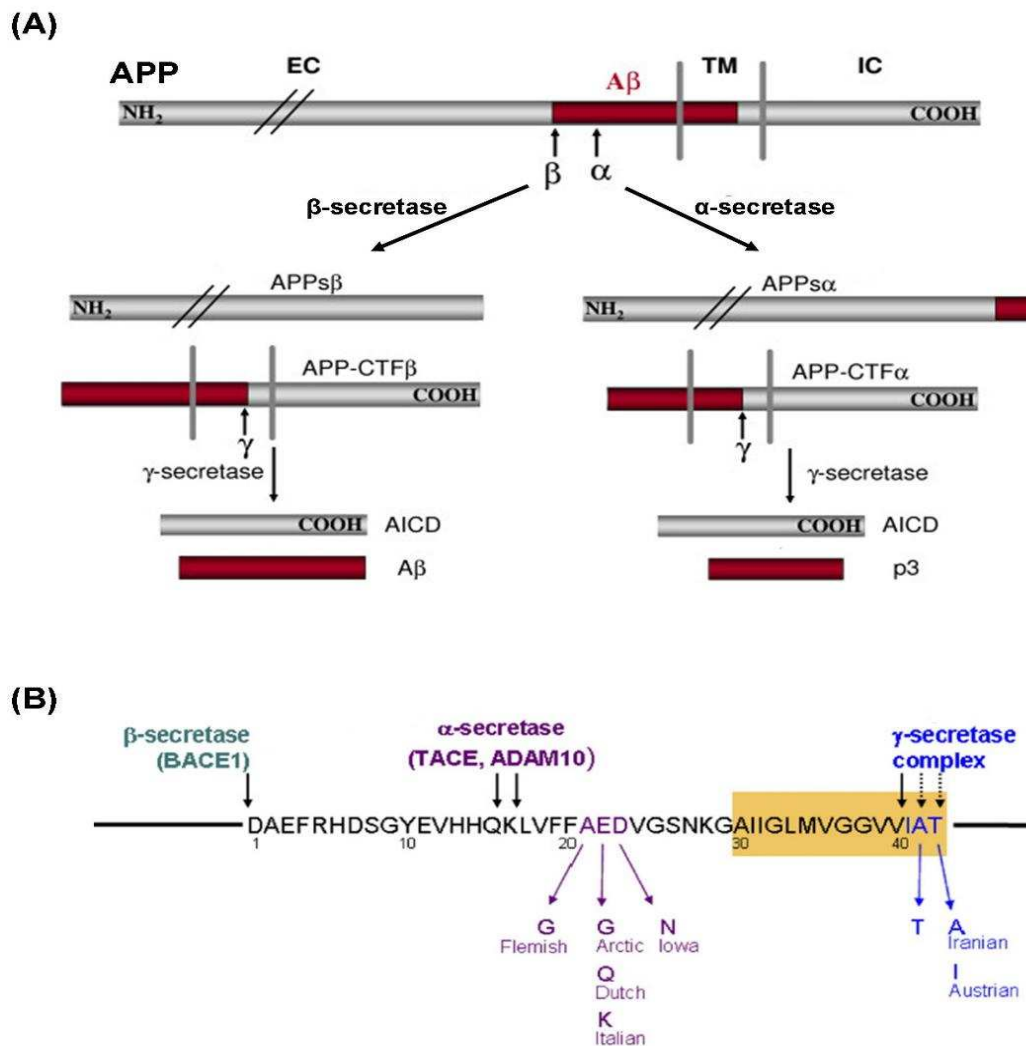 (A)
APP EC Aβ TM IC
NH2 COOH
β α
β-secretase α-secretase
APPsβ APPsα
NH2 NH2
APP-CTFβ APP-CTFα
COOH COOH
γ γ
γ-secretase γ-secretase
COOH AICD COOH AICD
Aβ p3
(B)
β-secretase α-secretase γ-secretase
(BACE1) (TACE, ADAM10) complex
DAEFRHDSGYEVHHQKLVFFAEDVGSNKGAIIGLMVGGVVIAT
1 10 20 30 40
G G N T A
Flemish Arctic Iowa Iranian
Q I
Dutch Austrian
K
Italian